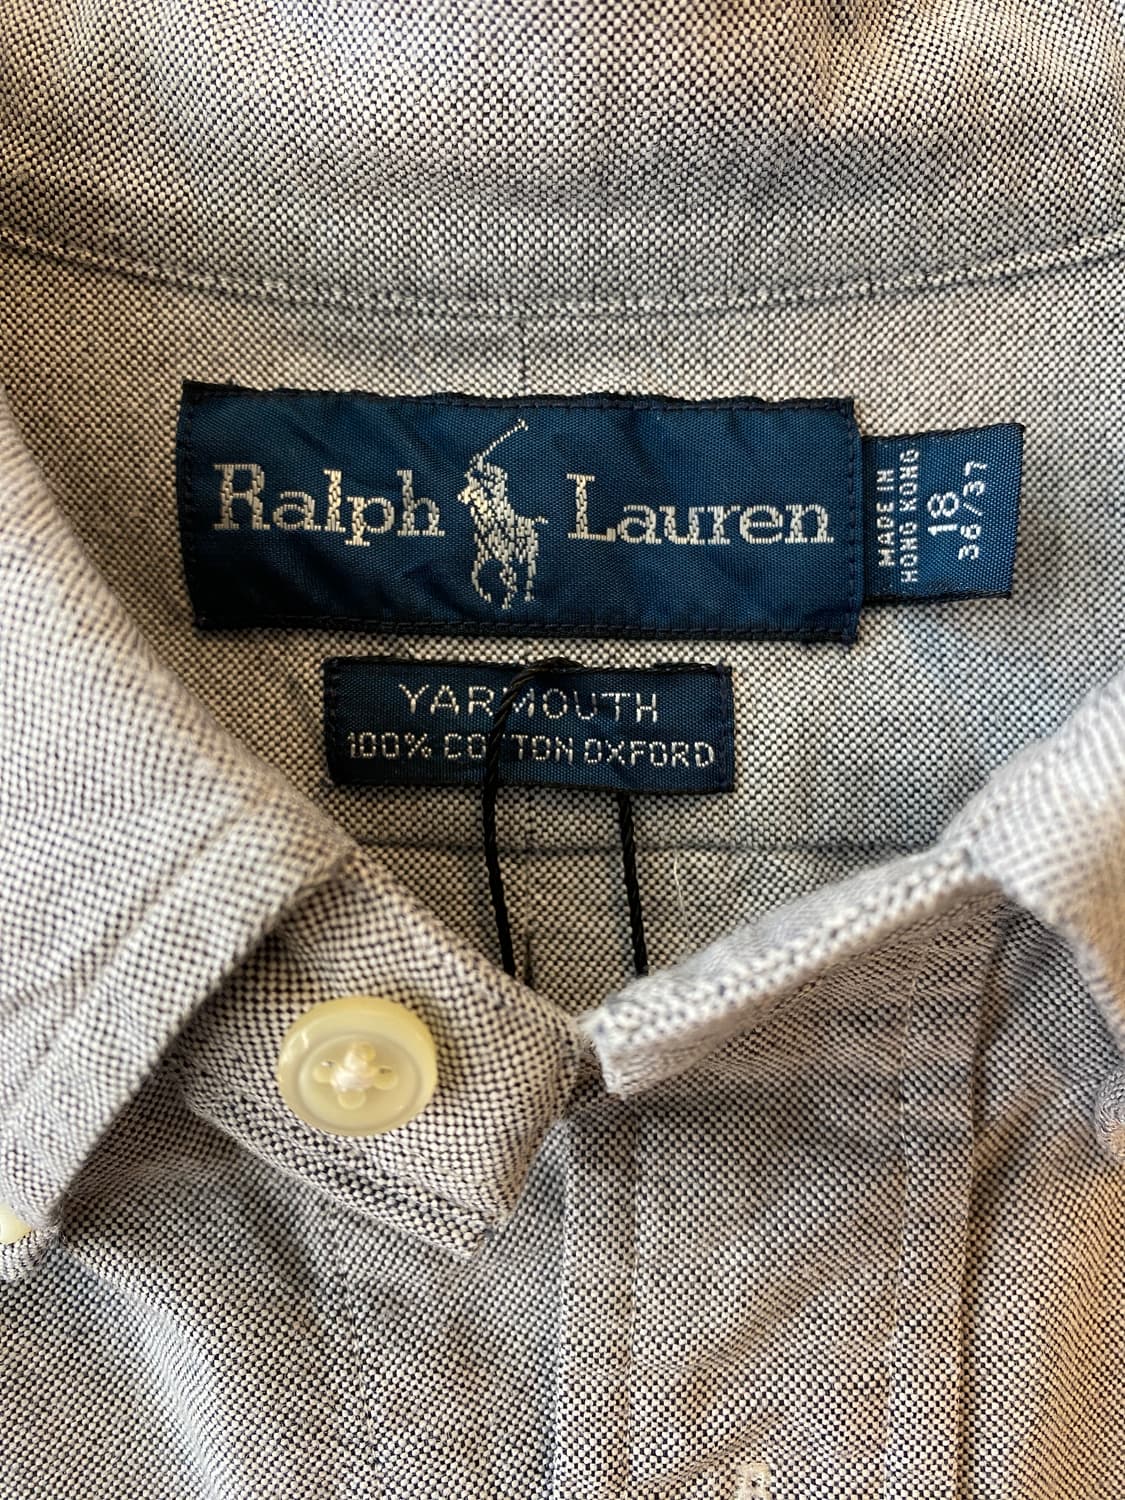 Ralph Lauren
MADE IN
HONG KONG
18
36/37
YARMOUTH
100% COTTON OXFORD